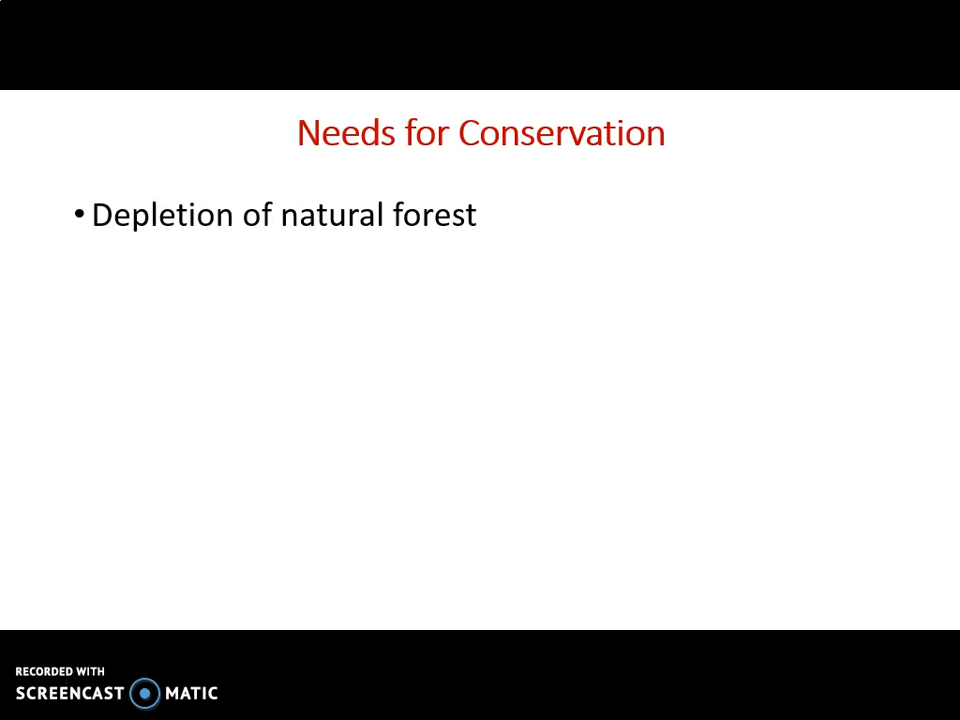 Needs for Conservation
• Depletion of natural forest
RECORDED WITH
SCREENCAST MATIC